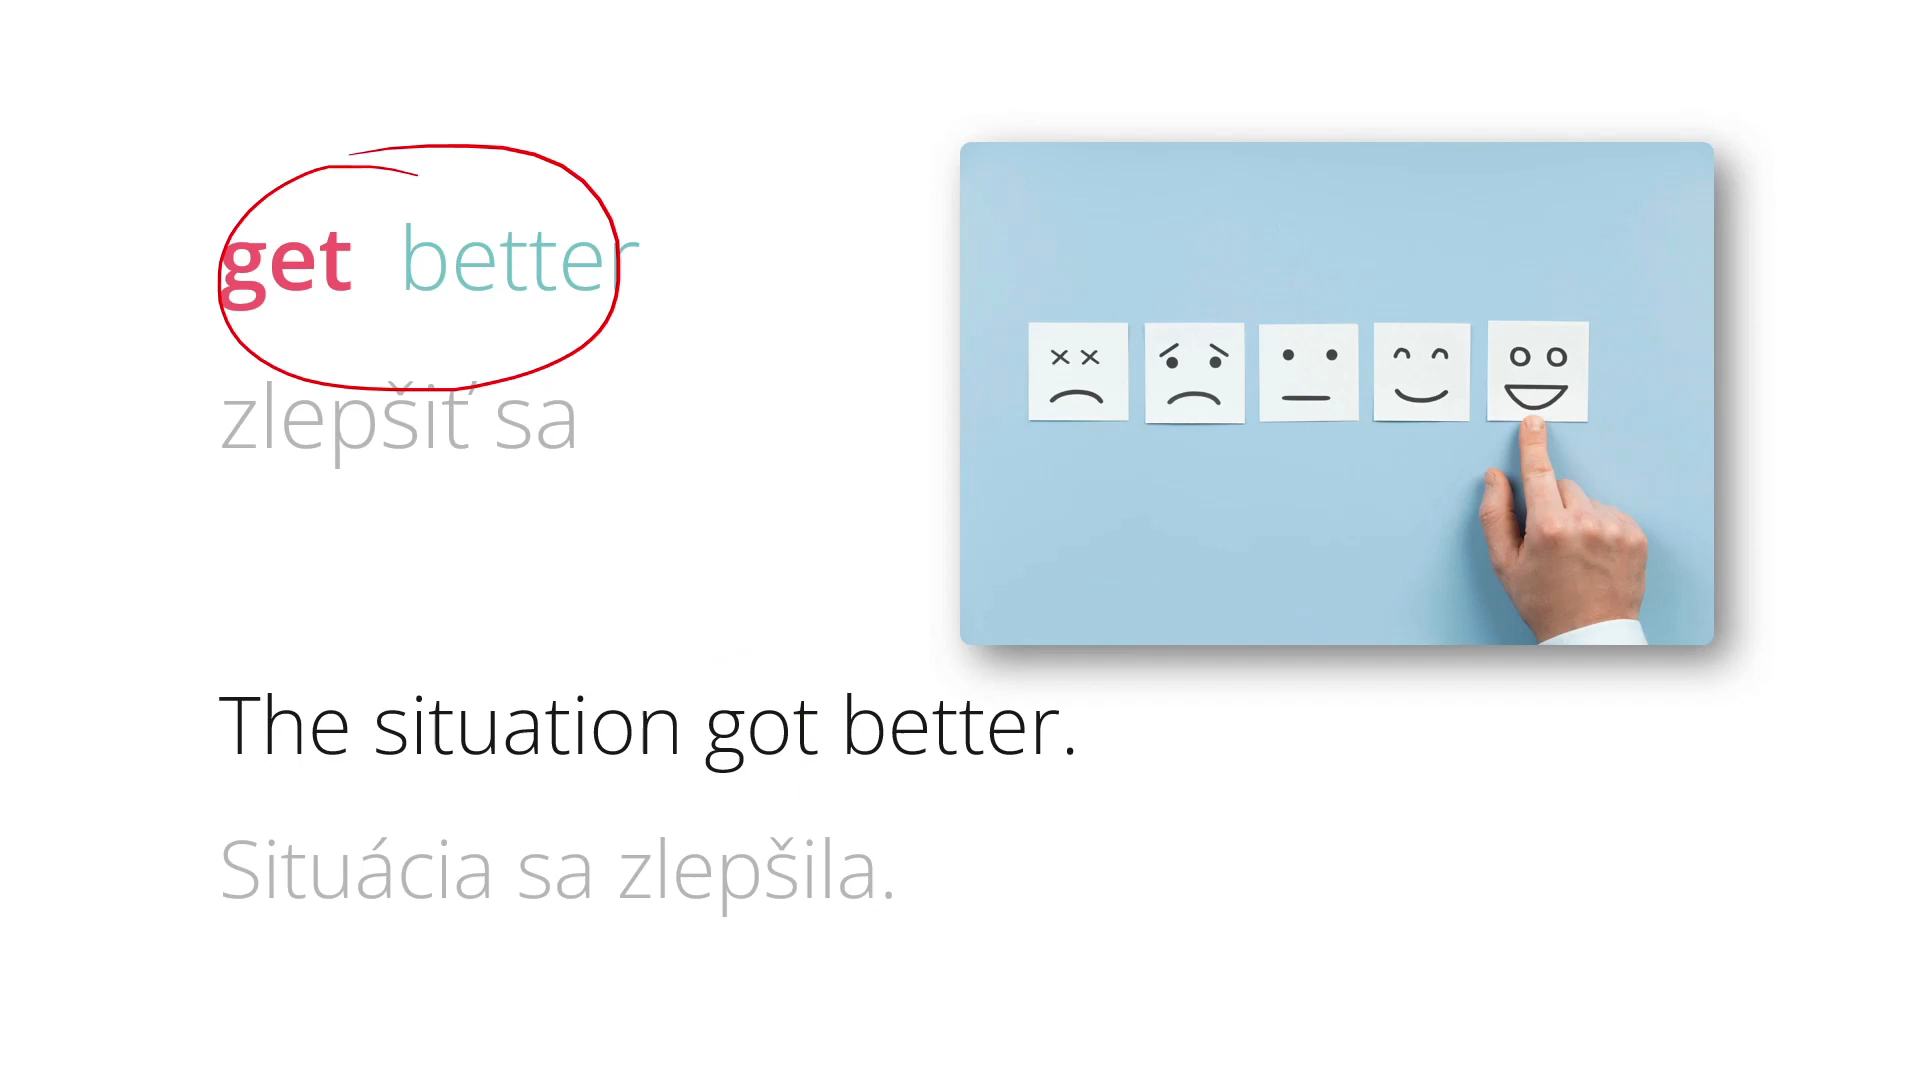 get better
zlepšiť sa
The situation got better.
Situácia sa zlepšila.